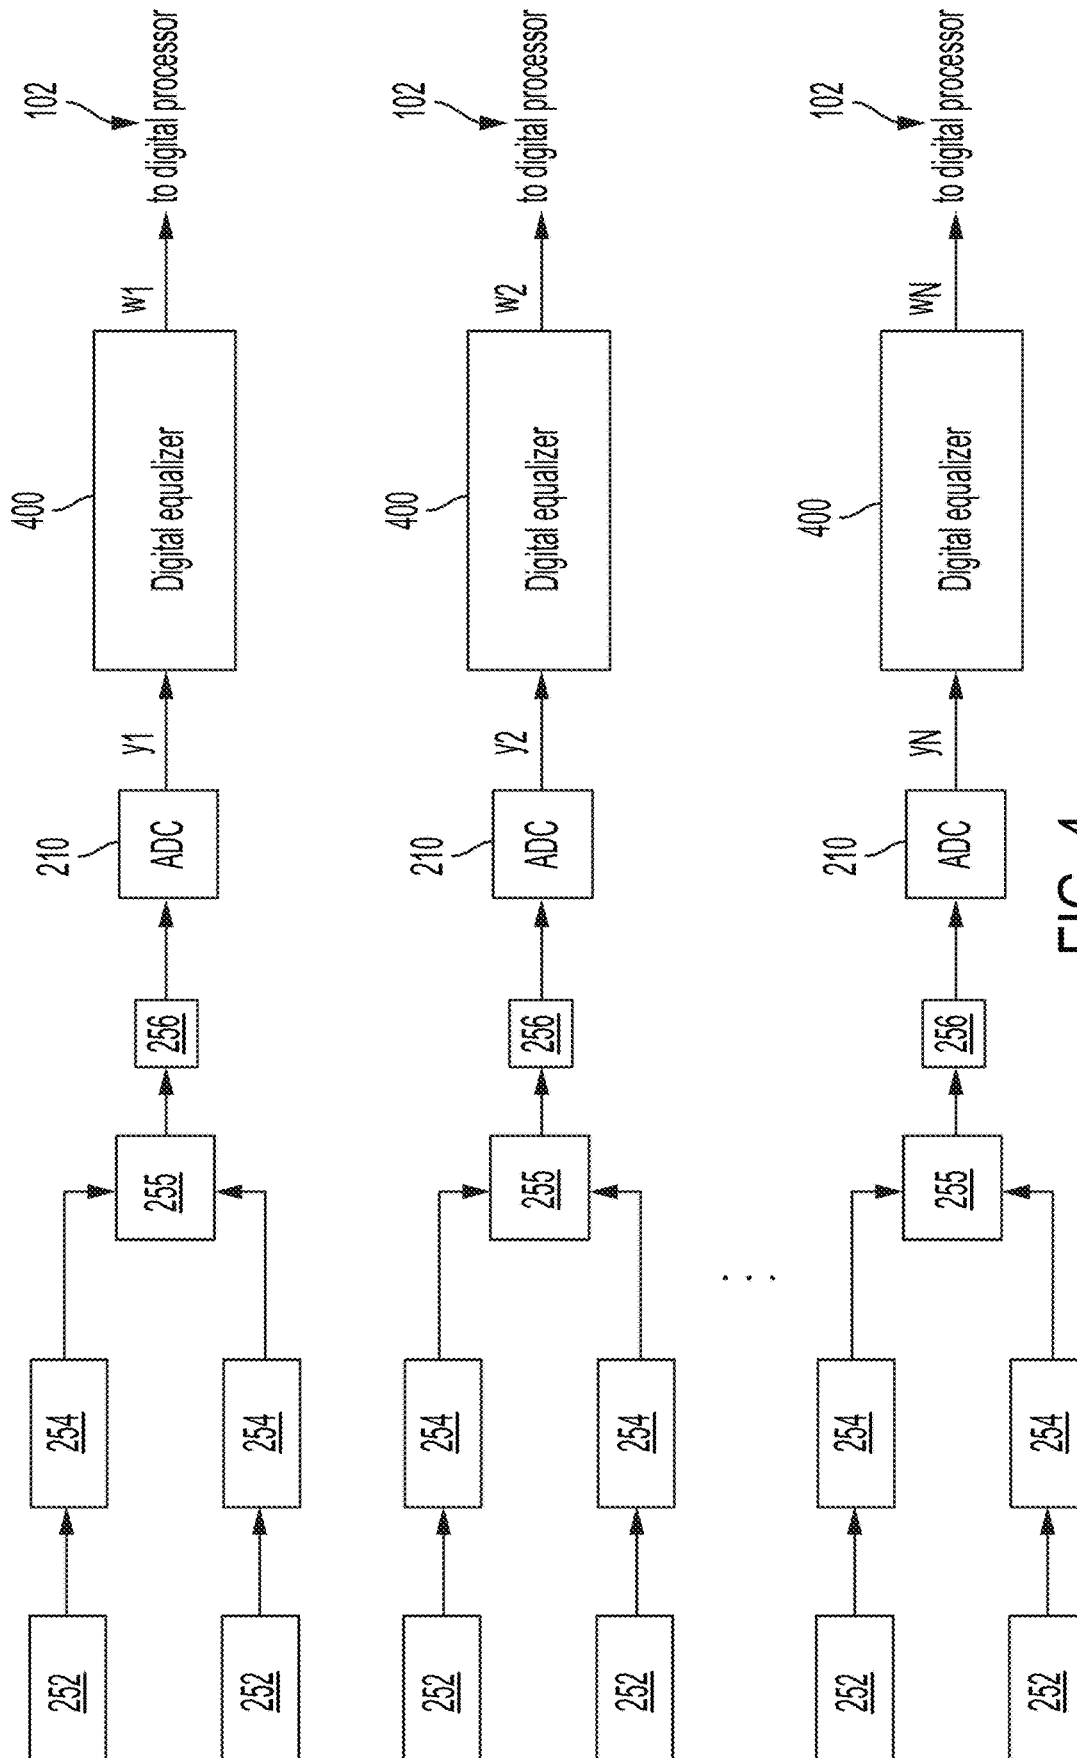 210
400
102
252
254
255
256
ADC
y1
Digital equalizer
w1
to digital processor
252
254
210
400
102
252
254
255
256
ADC
y2
Digital equalizer
w2
to digital processor
252
254
. . .
210
400
102
252
254
255
256
ADC
yN
Digital equalizer
wN
to digital processor
252
254
FIG. 4